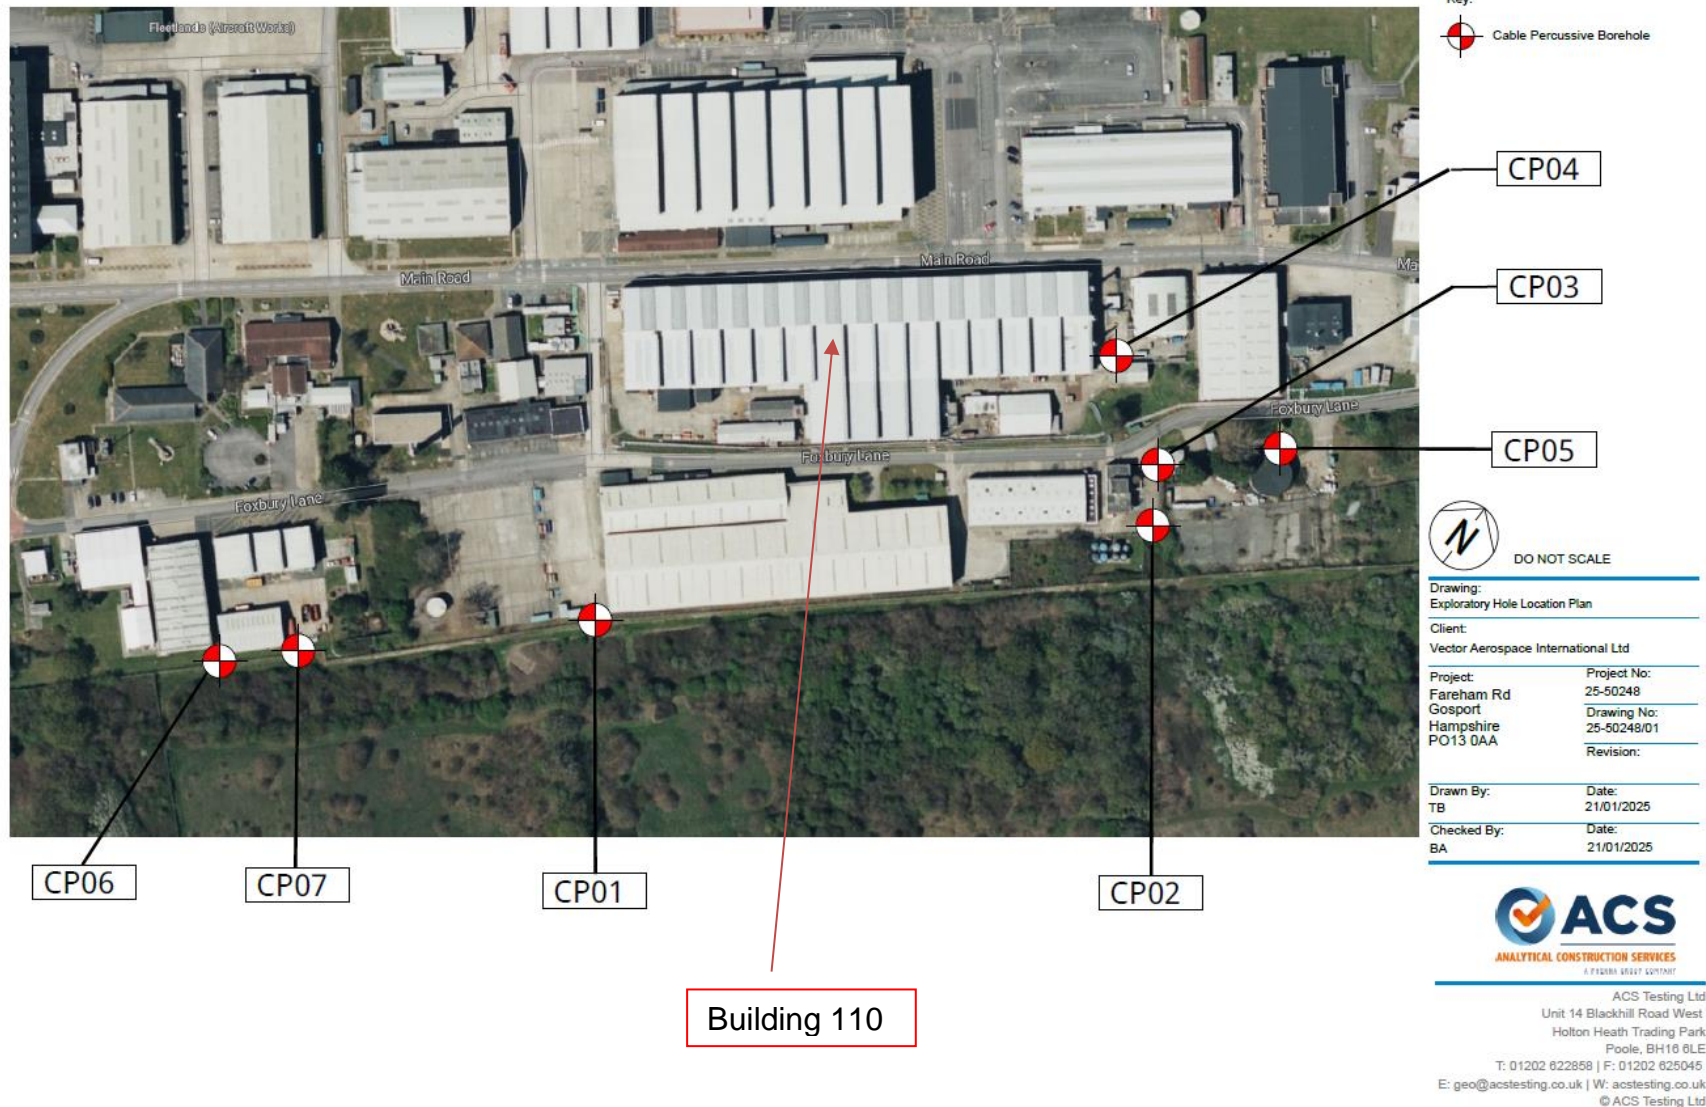 Key:
Cable Percussive Borehole
Fleetlands (Aircraft Works)
CP04
Main Road
Main Road
Ma
CP03
Foxbury Lane
CP05
Foxbury Lane
Foxbury Lane
N
DO NOT SCALE
Drawing:
Exploratory Hole Location Plan
Client:
Vector Aerospace International Ltd
Project:
Fareham Rd
Gosport
Hampshire
PO13 0AA
Project No:
25-50248
Drawing No:
25-50248/01
Revision:
Drawn By:
TB
Date:
21/01/2025
Checked By:
BA
Date:
21/01/2025
CP06
CP07
CP01
CP02
Building 110
ACS
ANALYTICAL CONSTRUCTION SERVICES
A PHENNA GROUP COMPANY
ACS Testing Ltd
Unit 14 Blackhill Road West
Holton Heath Trading Park
Poole, BH16 6LE
T: 01202 622858 | F: 01202 625045
E: geo@acstesting.co.uk | W: acstesting.co.uk
© ACS Testing Ltd